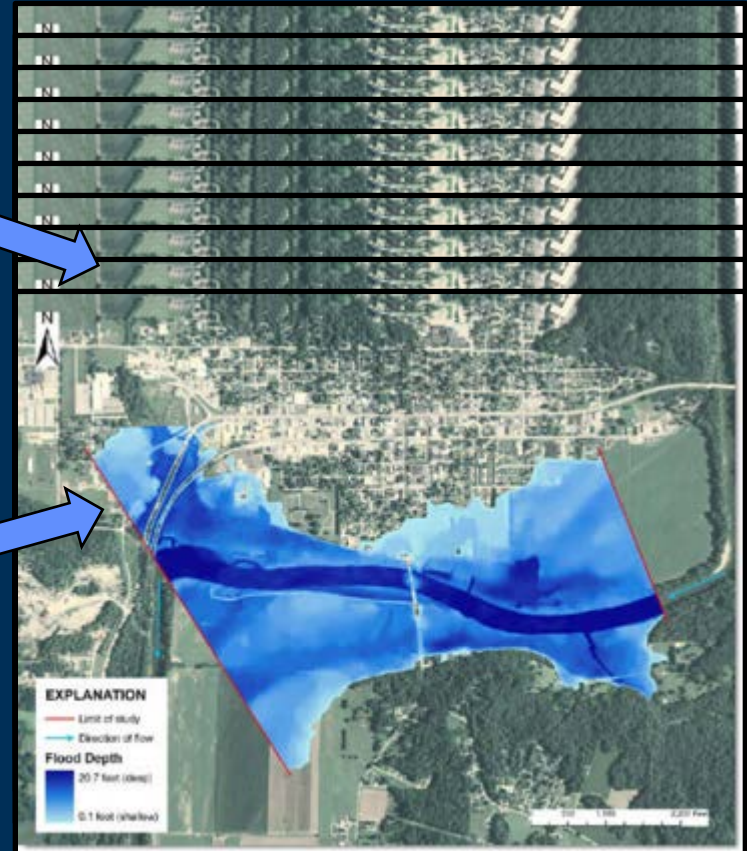 N
N
N
N
N
N
N
N
N
N
EXPLANATION
Limit of study
Direction of flow
Flood Depth
20.7 feet (deep)
0.1 foot (shallow)